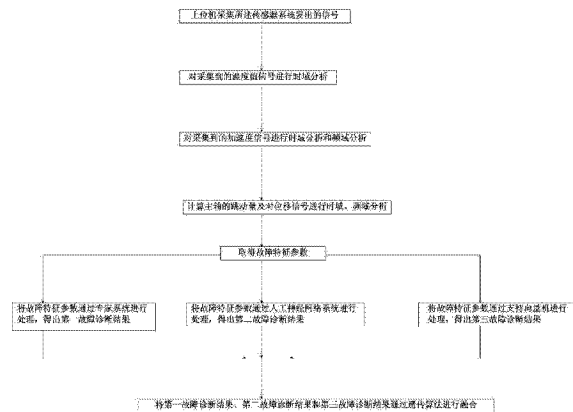 上位机采集所述传感器系统发出的信号
对采集到的温度值信号进行时域分析
对采集到的加速度信号进行时域分析和频域分析
计算主轴的跳动量及对位移信号进行时域、频域分析
取得故障特征参数
将故障特征参数通过专家系统进行
处理，得出第一故障诊断结果
将故障特征参数通过人工神经网络系统进行
处理，得出第二故障诊断结果
将故障特征参数通过支持向量机进行
处理，得出第三故障诊断结果
将第一故障诊断结果、第二故障诊断结果和第三故障诊断结果通过遗传算法进行融合